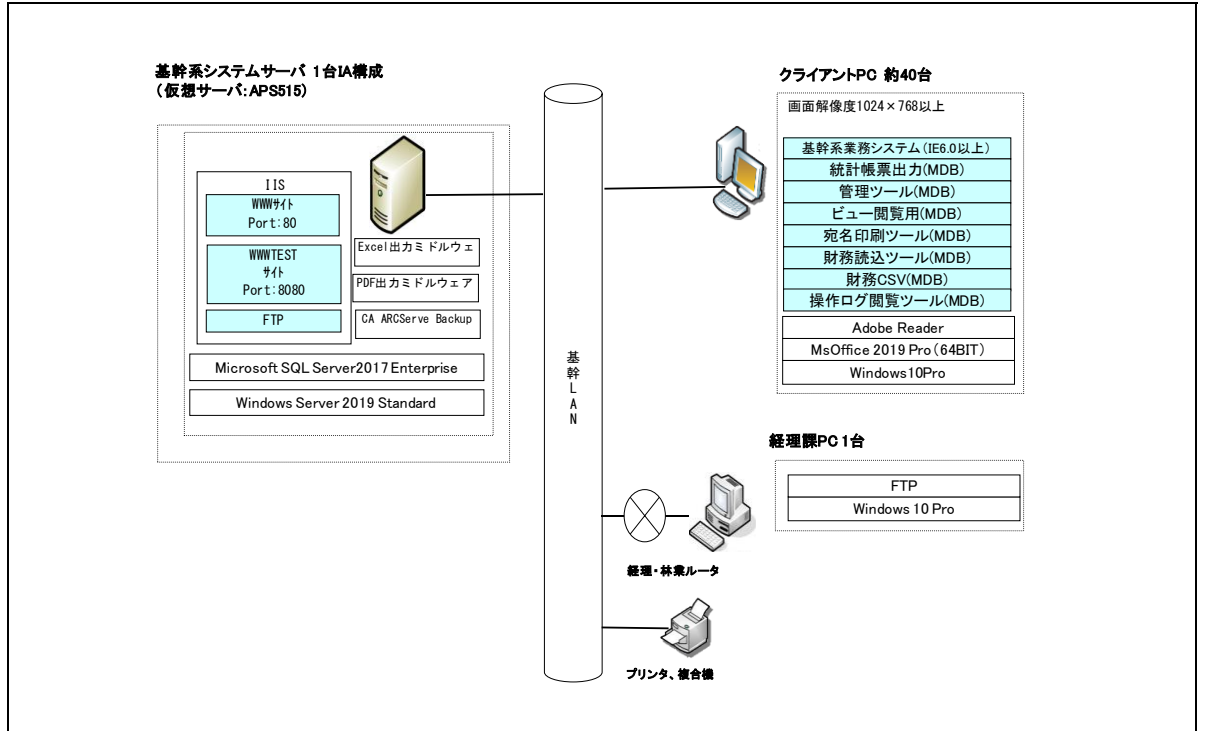 基幹系システムサーバ 1台IA構成
（仮想サーバ：APS515）
IIS
WWWサイト
Port:80
WWWTEST
サイト
Port:8080
FTP
Excel出力ミドルウェ
PDF出力ミドルウェア
CA ARCServe Backup
Microsoft SQL Server2017 Enterprise
Windows Server 2019 Standard
基幹LAN
クライアントPC 約40台
画面解像度1024×768以上
基幹系業務システム（IE6.0以上）
統計帳票出力(MDB)
管理ツール(MDB)
ビュー閲覧用(MDB)
宛名印刷ツール(MDB)
財務読込ツール(MDB)
財務CSV(MDB)
操作ログ閲覧ツール(MDB)
Adobe Reader
MsOffice 2019 Pro（64BIT）
Windows10Pro
経理課PC 1台
FTP
Windows 10 Pro
経理・林業ルータ
プリンタ、複合機